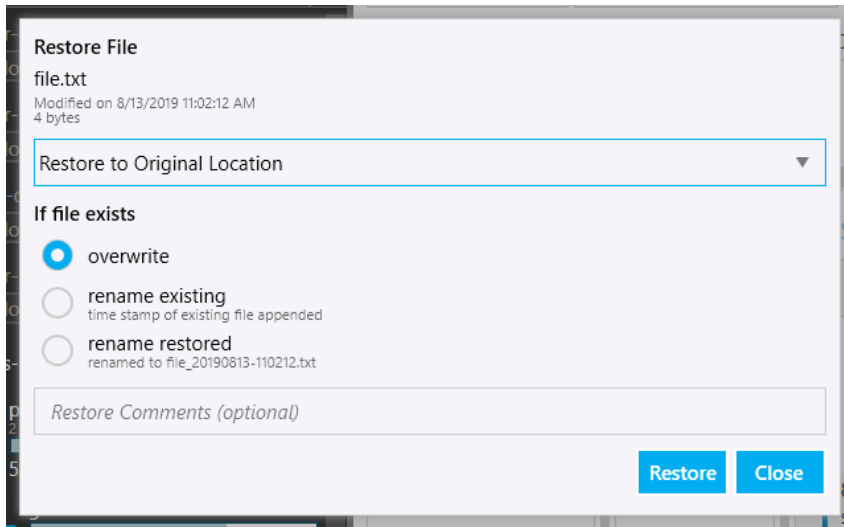 Restore File
file.txt
Modified on 8/13/2019 11:02:12 AM
4 bytes
Restore to Original Location
If file exists
overwrite
rename existing
time stamp of existing file appended
rename restored
renamed to file_20190813-110212.txt
Restore Comments (optional)
Restore Close